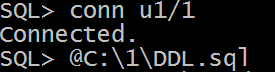 SQL> conn u1/1
Connected.
SQL> @C:\1\DDL.sql